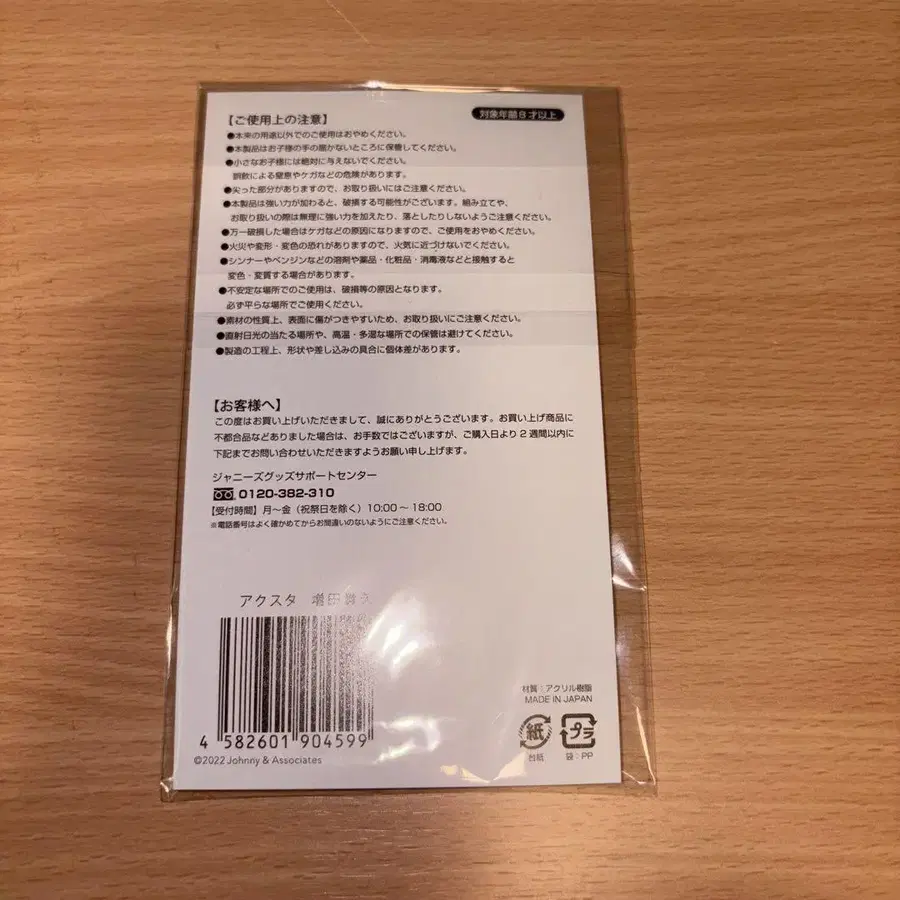 【ご使用上の注意】
対象年齢8才以上
●本来の用途以外でのご使用はおやめください。
●本製品はお子様の手の届かないところに保管してください。
●小さなお子様には絶対に与えないでください。
誤飲による窒息やケガなどの危険があります。
●尖った部分がありますので、お取り扱いにはご注意ください。
●本製品は強い力が加わると、破損する可能性がございます。組み立てや、
お取り扱いの際は無理に強い力を加えたり、落としたりしないようご注意ください。
●万一破損した場合はケガなどの原因になりますので、ご使用をおやめください。
●火災や変形・変色の恐れがありますので、火気に近づけないでください。
●シンナーやベンジンなどの溶剤や薬品・化粧品・消毒液などと接触すると
変色・変質する場合があります。
●不安定な場所でのご使用は、破損等の原因となります。
必ず平らな場所でご使用ください。
●素材の性質上、表面に傷がつきやすいため、お取り扱いにご注意ください。
●直射日光の当たる場所や、高温・多湿な場所での保管は避けてください。
●製造の工程上、形状や差し込みの具合に個体差があります。
【お客様へ】
この度はお買い上げいただきまして、誠にありがとうございます。お買い上げ商品に
不都合品などありました場合は、お手数ではございますが、ご購入日より2週間以内に
下記までお問い合わせいただきますようお願い申し上げます。
ジャニーズグッズサポートセンター
0120-382-310
【受付時間】月〜金（祝祭日を除く）10:00〜18:00
※電話番号はよく確かめてからお間違いのないようにご注意ください。
アクスタ 増田貴久
4 582601 904599
©2022 Johnny & Associates
材質：アクリル樹脂
MADE IN JAPAN
紙 プラ
台紙 袋：PP